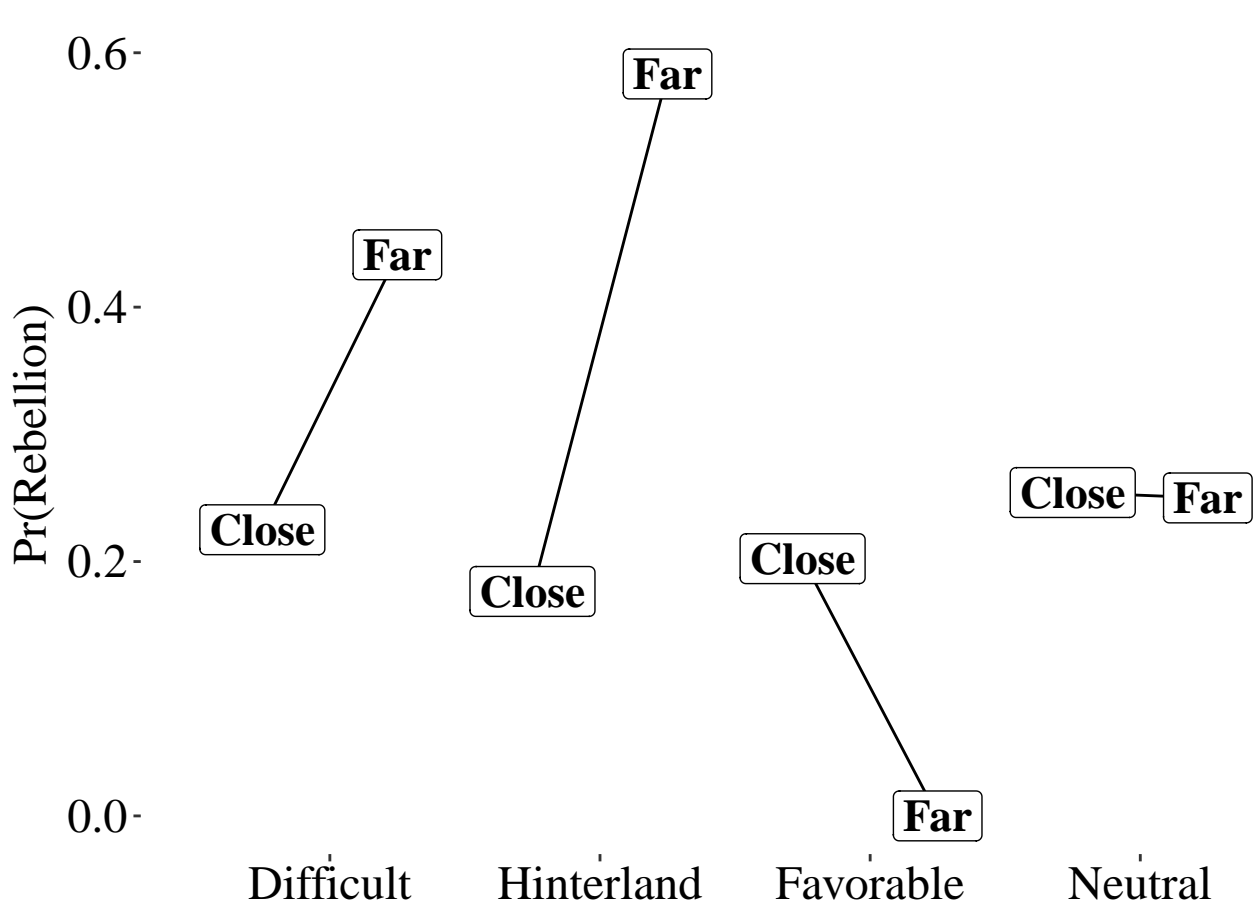 0.6
Far
Far
0.4
Pr(Rebellion)
Close
Far
Close
Close
0.2
Close
0.0
Far
Difficult
Hinterland
Favorable
Neutral